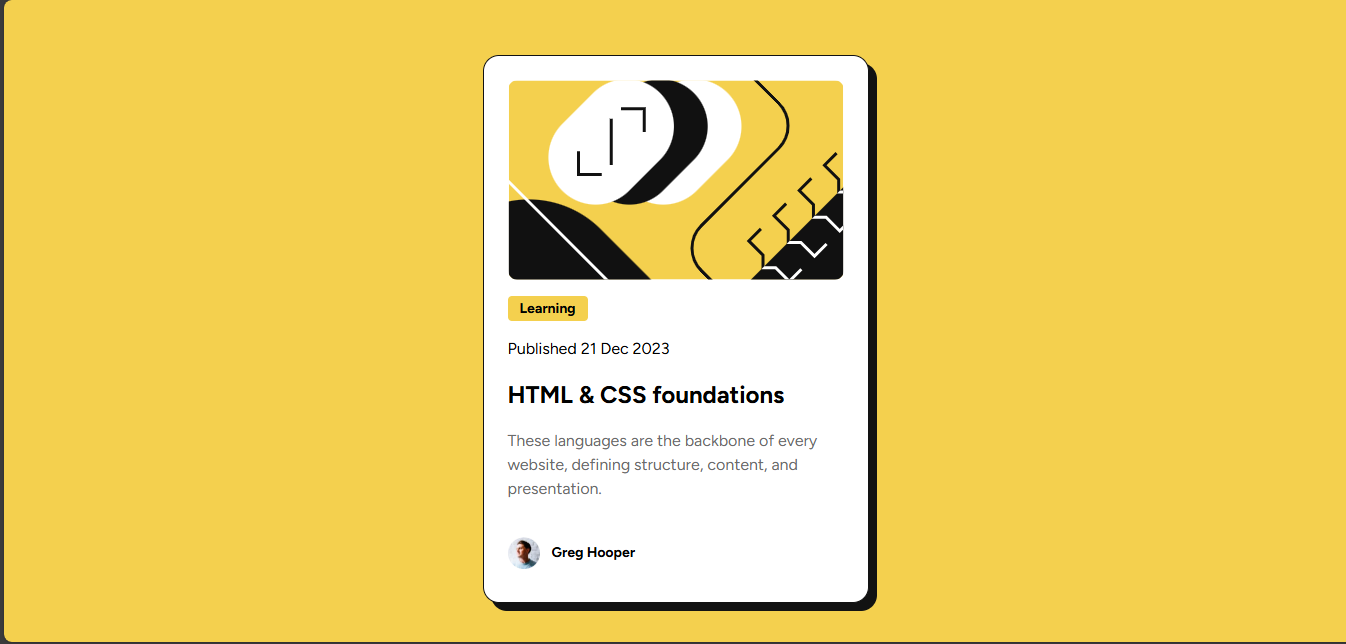 Learning
Published 21 Dec 2023
HTML & CSS foundations
These languages are the backbone of every
website, defining structure, content, and
presentation.
Greg Hooper